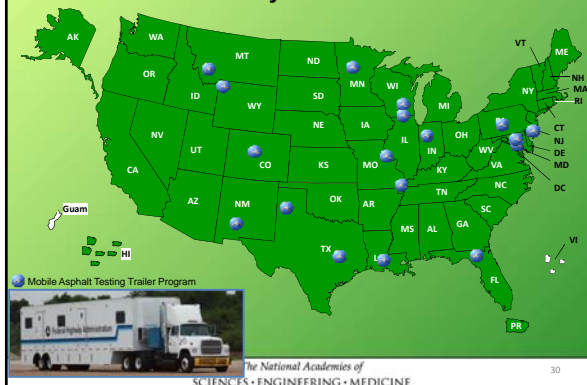 AK
WA
MT
ND
MN
VT
ME
OR
ID
WY
SD
WI
MI
NY
NH
MA
RI
NV
UT
CO
NE
IA
IL
IN
OH
CT
NJ
DE
MD
DC
CA
KS
MO
KY
WV
VA
AZ
NM
OK
AR
TN
NC
SC
Guam
HI
TX
MS
AL
GA
FL
VI
PR
Mobile Asphalt Testing Trailer Program
Federal Highway Administration
The National Academies of
SCIENCES • ENGINEERING • MEDICINE
30